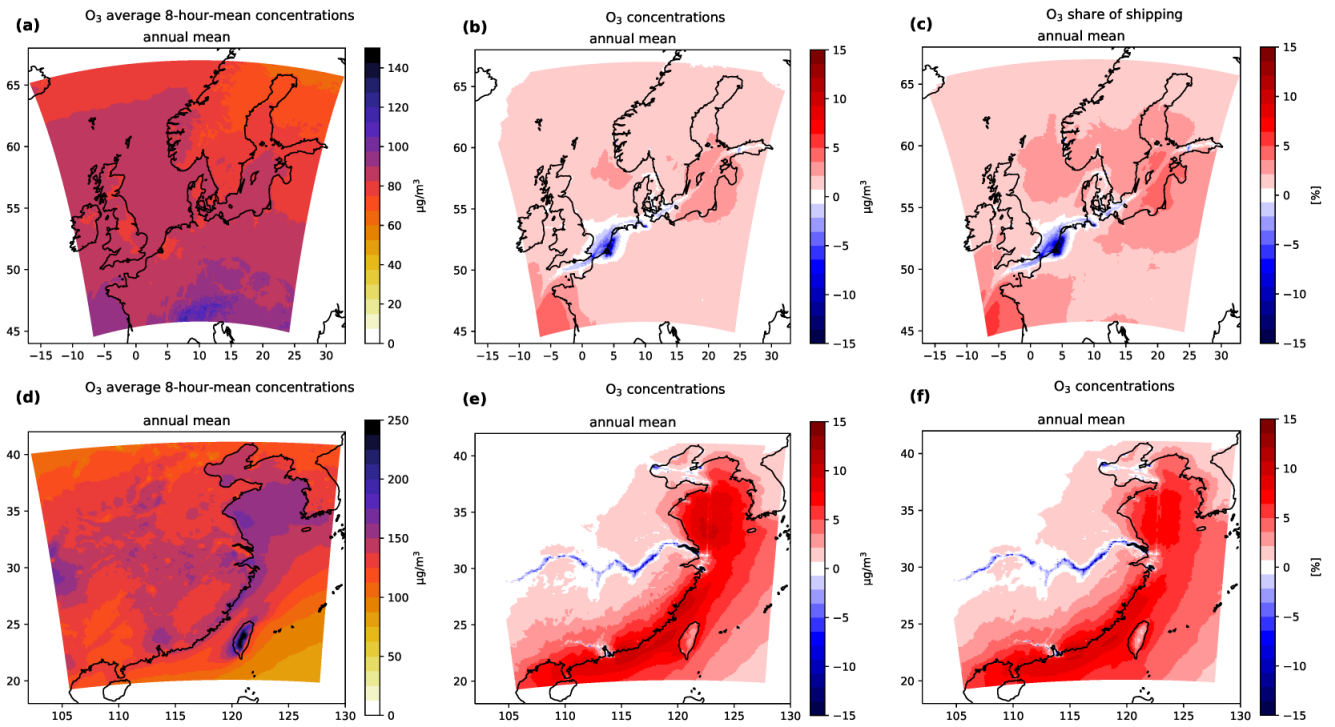 (a)
O₃ average 8-hour-mean concentrations
annual mean
65
60
55
50
45
−15 −10 −5 0 5 10 15 20 25 30
140
120
100
80
60
40
20
0
µg/m³
(b)
O₃ concentrations
annual mean
65
60
55
50
45
−15 −10 −5 0 5 10 15 20 25 30
15
10
5
0
−5
−10
−15
µg/m³
(c)
O₃ share of shipping
annual mean
65
60
55
50
45
−15 −10 −5 0 5 10 15 20 25 30
15
10
5
0
−5
−10
−15
[%]
(d)
O₃ average 8-hour-mean concentrations
annual mean
40
35
30
25
20
105 110 115 120 125 130
250
200
150
100
50
0
µg/m³
(e)
O₃ concentrations
annual mean
40
35
30
25
20
105 110 115 120 125 130
15
10
5
0
−5
−10
−15
µg/m³
(f)
O₃ concentrations
annual mean
40
35
30
25
20
105 110 115 120 125 130
15
10
5
0
−5
−10
−15
[%]